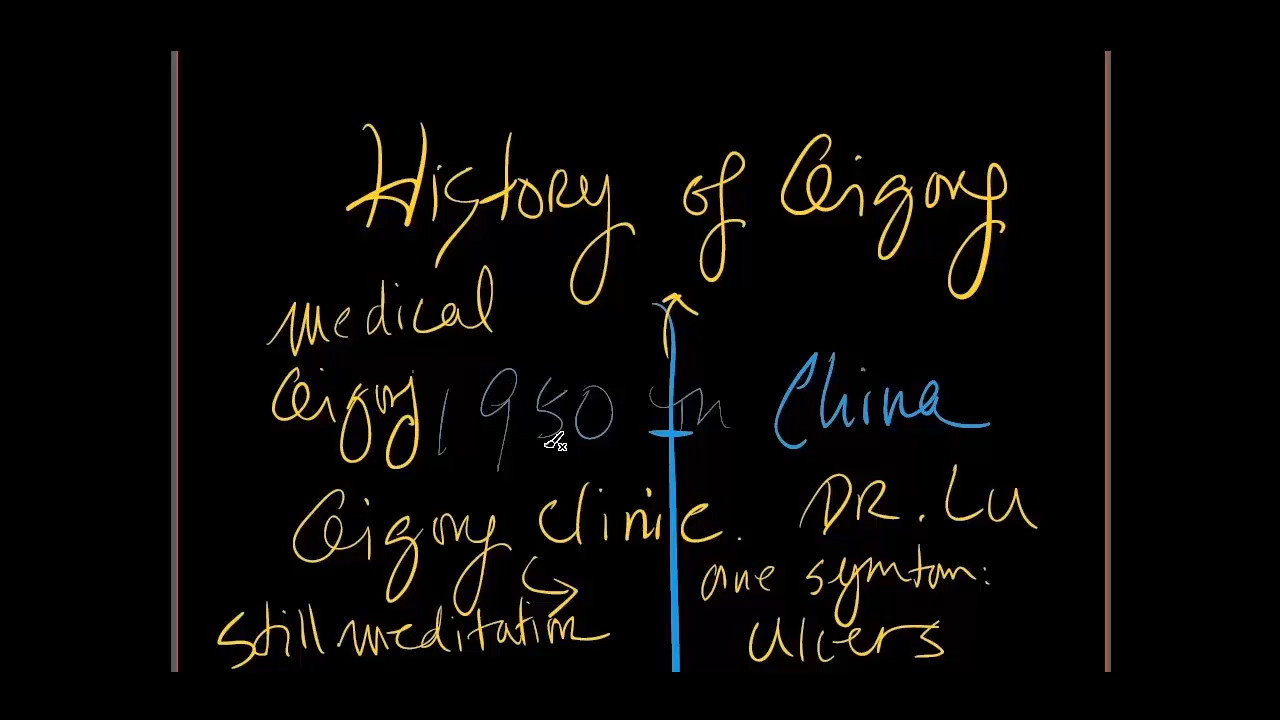 History of Qigong
medical
Qigong 1950 in China
Qigong clinic. DR. Lu
one symtom:
still meditation Ulcers